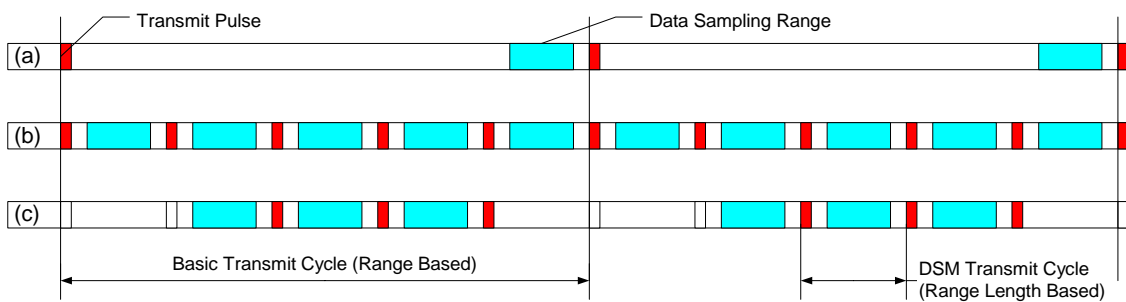 Transmit Pulse
Data Sampling Range
(a)
(b)
(c)
Basic Transmit Cycle (Range Based)
DSM Transmit Cycle
(Range Length Based)